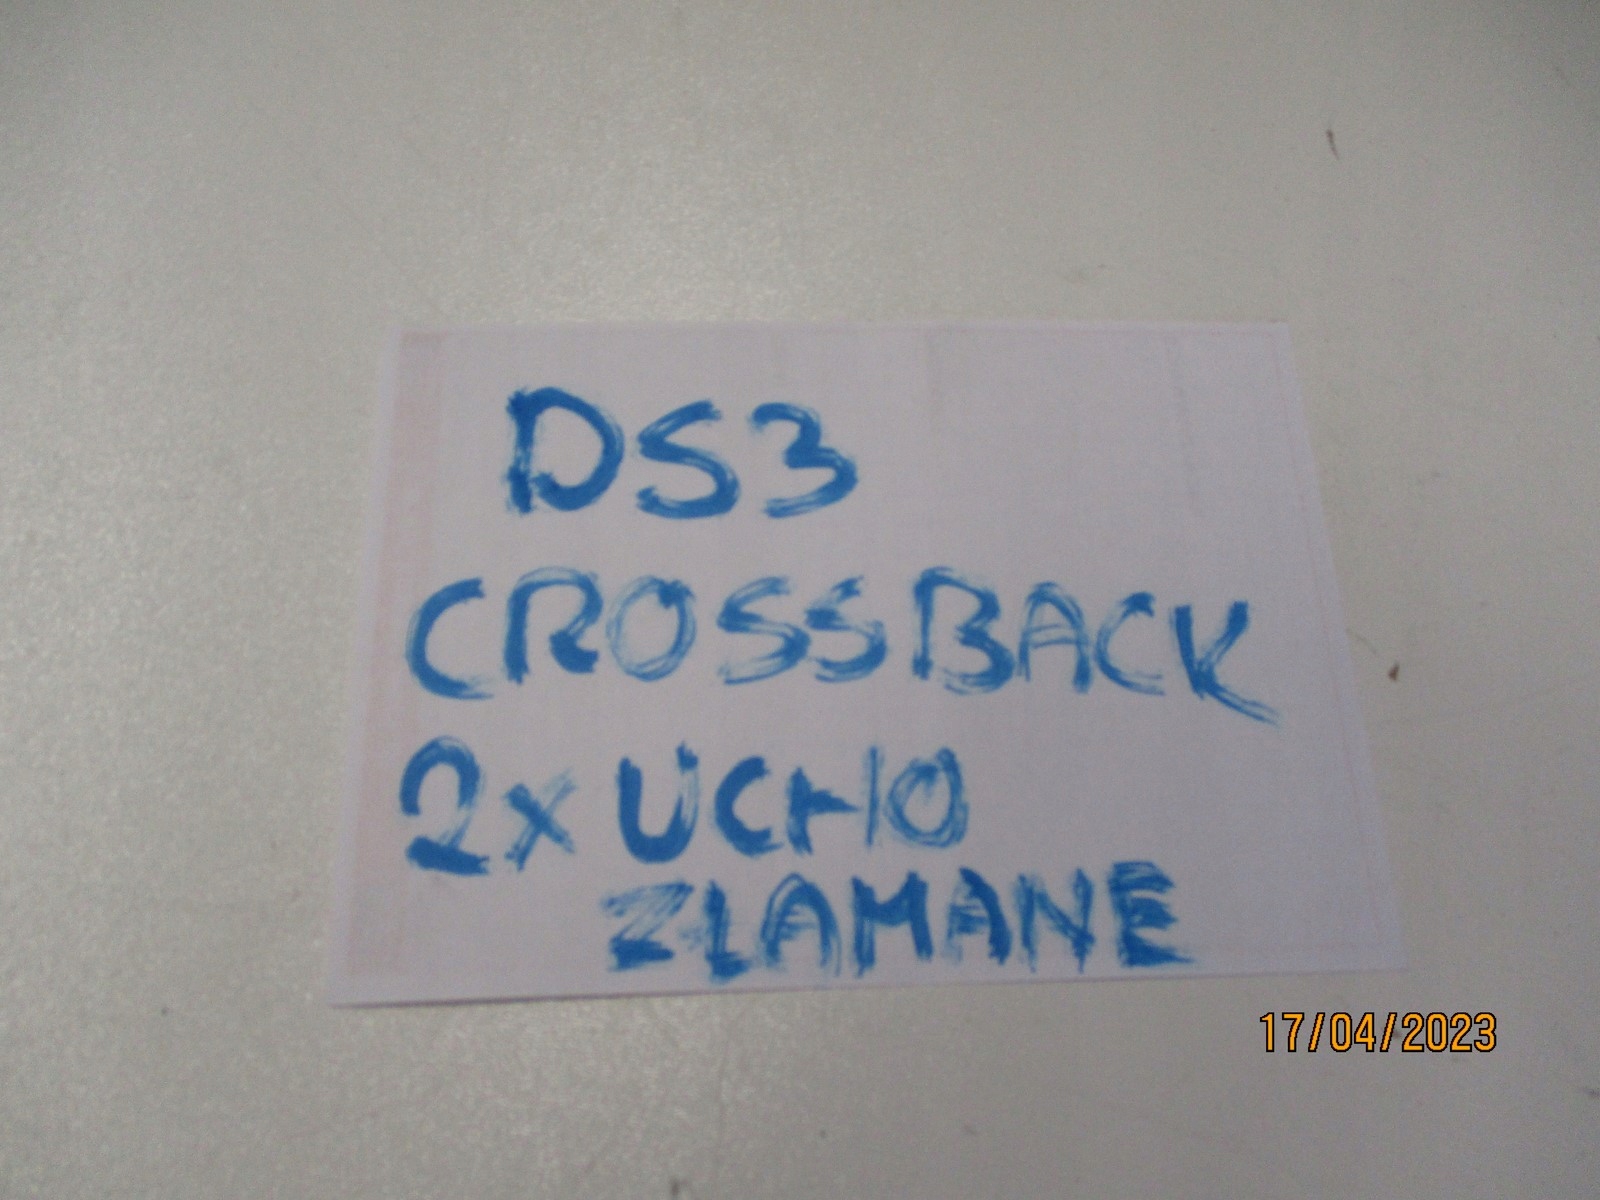 DS3
CROSSBACK
2x UCHO
ZLAMANE
17/04/2023